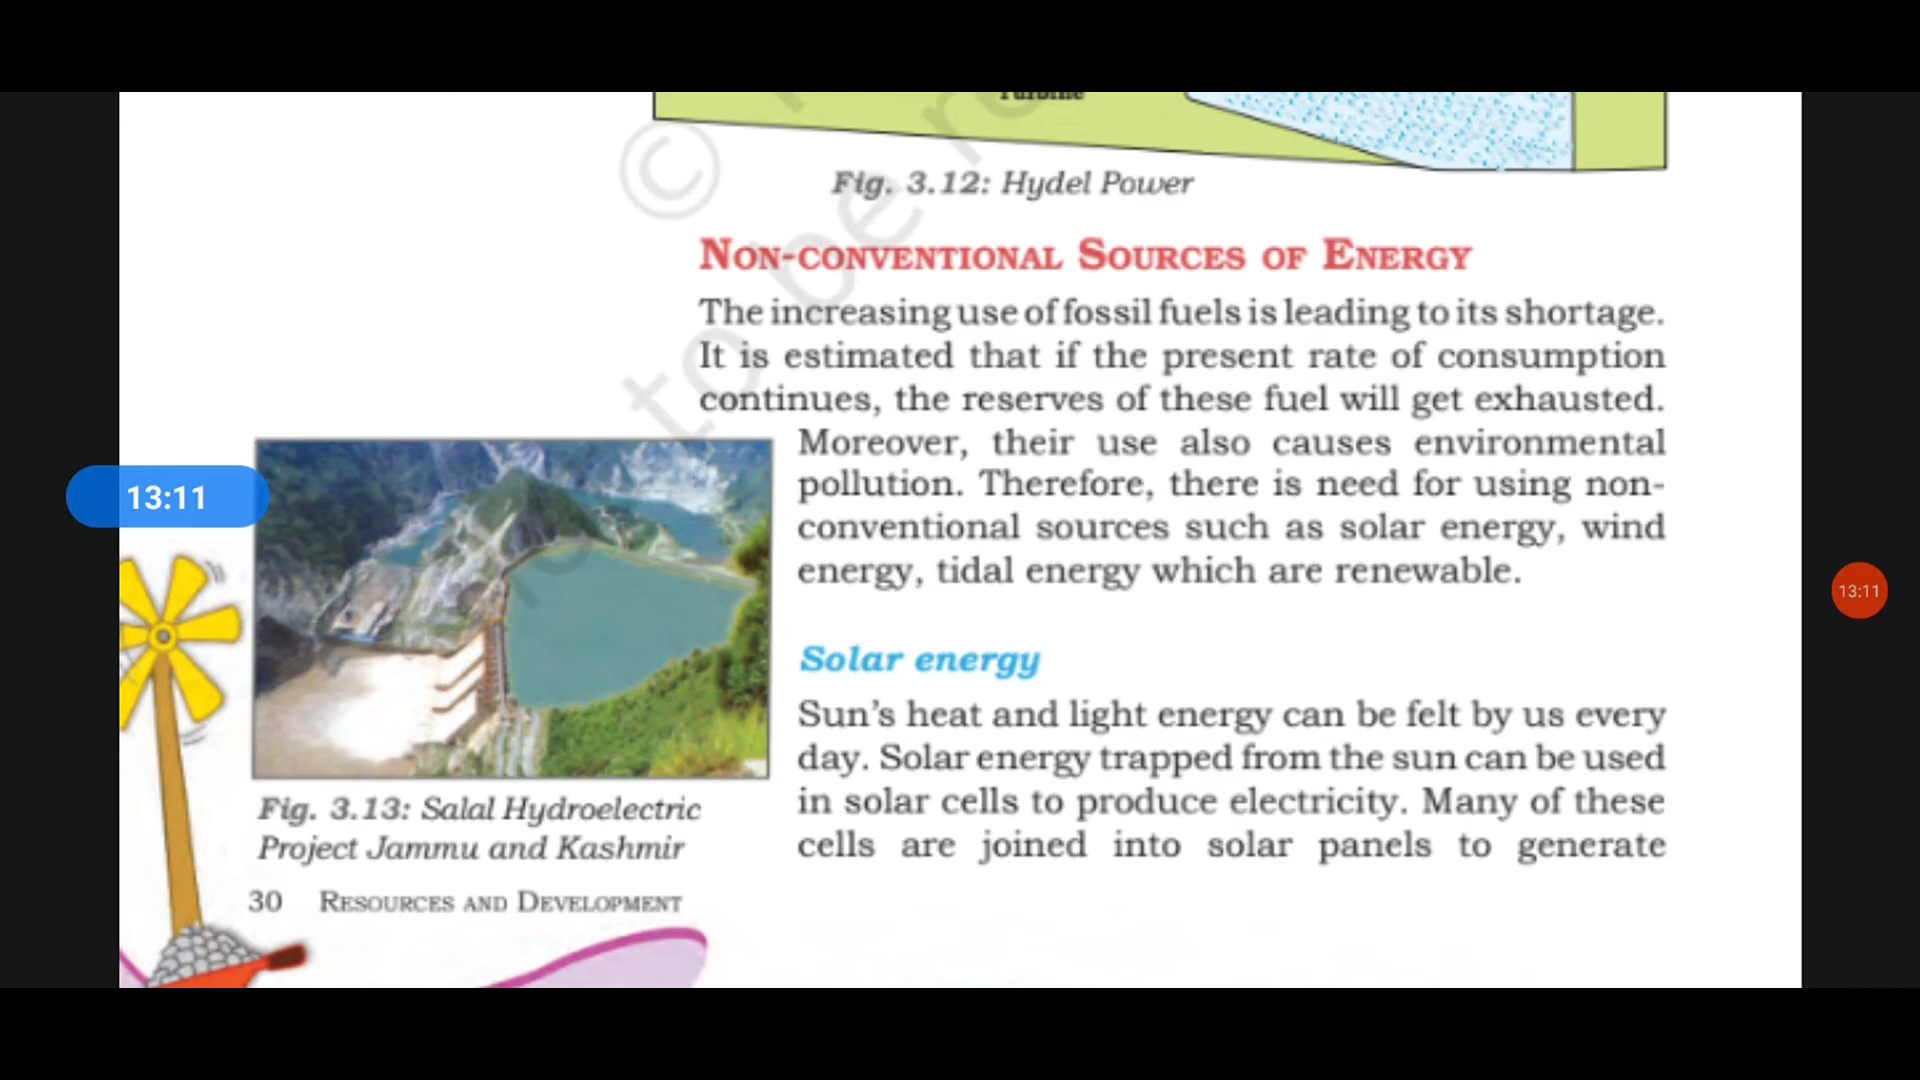 Turbine
Fig. 3.12: Hydel Power
NON-CONVENTIONAL SOURCES OF ENERGY
The increasing use of fossil fuels is leading to its shortage.
It is estimated that if the present rate of consumption
continues, the reserves of these fuel will get exhausted.
Moreover, their use also causes environmental
pollution. Therefore, there is need for using non-
conventional sources such as solar energy, wind
energy, tidal energy which are renewable.
13:11
13:11
Solar energy
Sun's heat and light energy can be felt by us every
day. Solar energy trapped from the sun can be used
in solar cells to produce electricity. Many of these
cells are joined into solar panels to generate
Fig. 3.13: Salal Hydroelectric
Project Jammu and Kashmir
30 RESOURCES AND DEVELOPMENT
©
to be